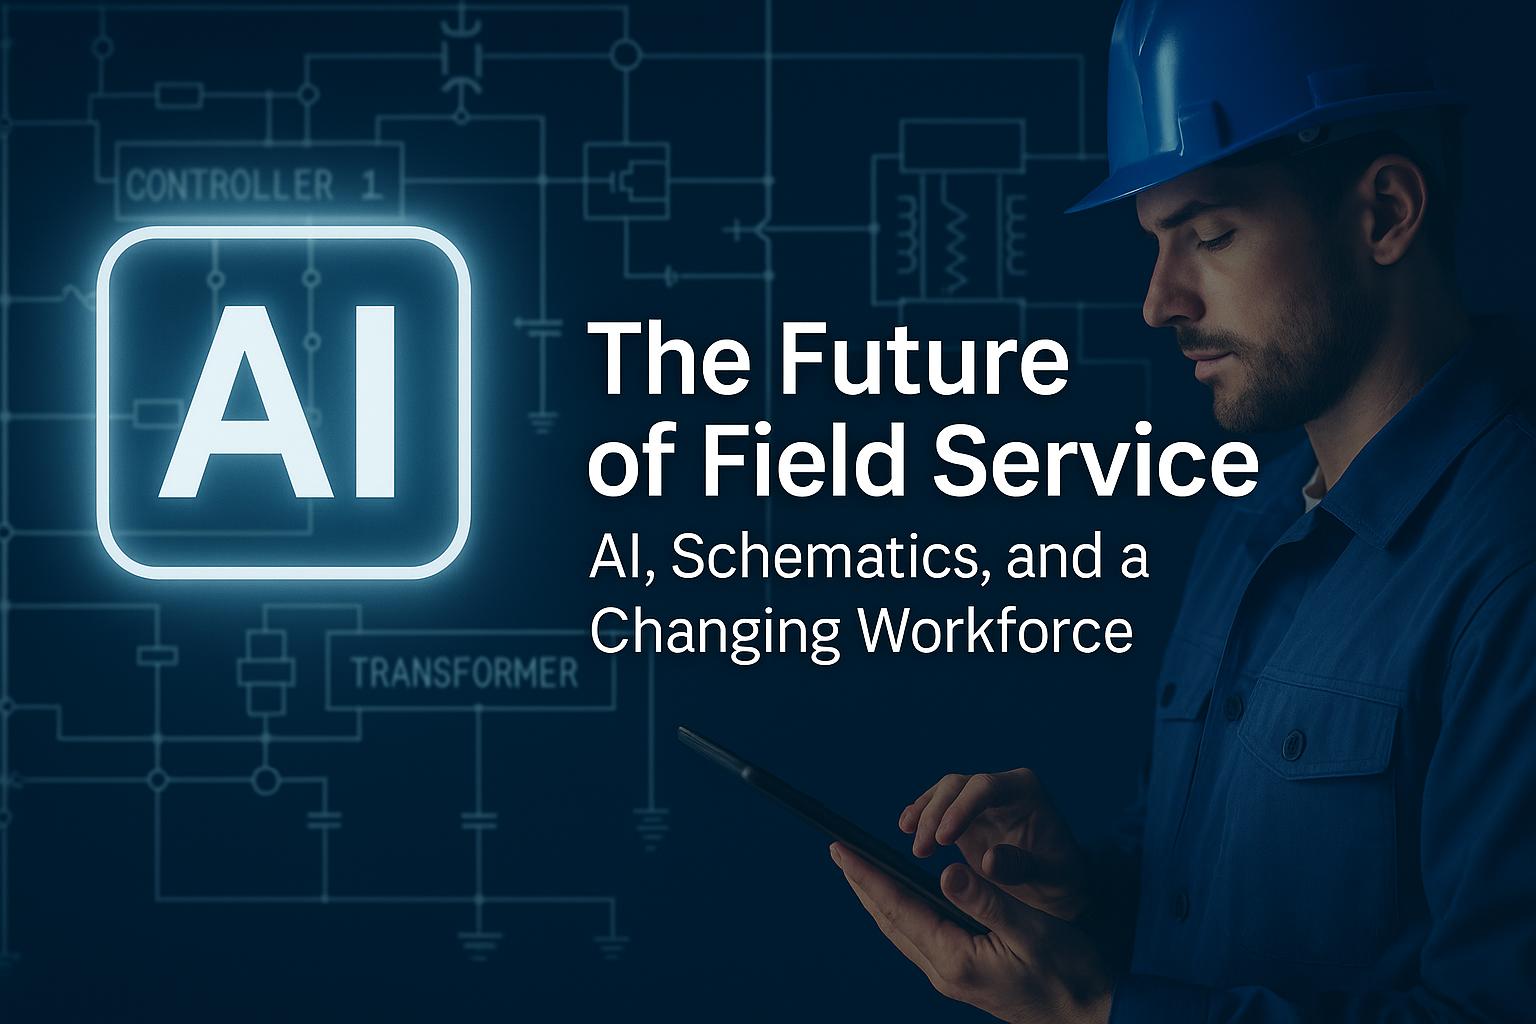 CONTROLLER 1
AI
The Future
of Field Service
AI, Schematics, and a
Changing Workforce
TRANSFORMER